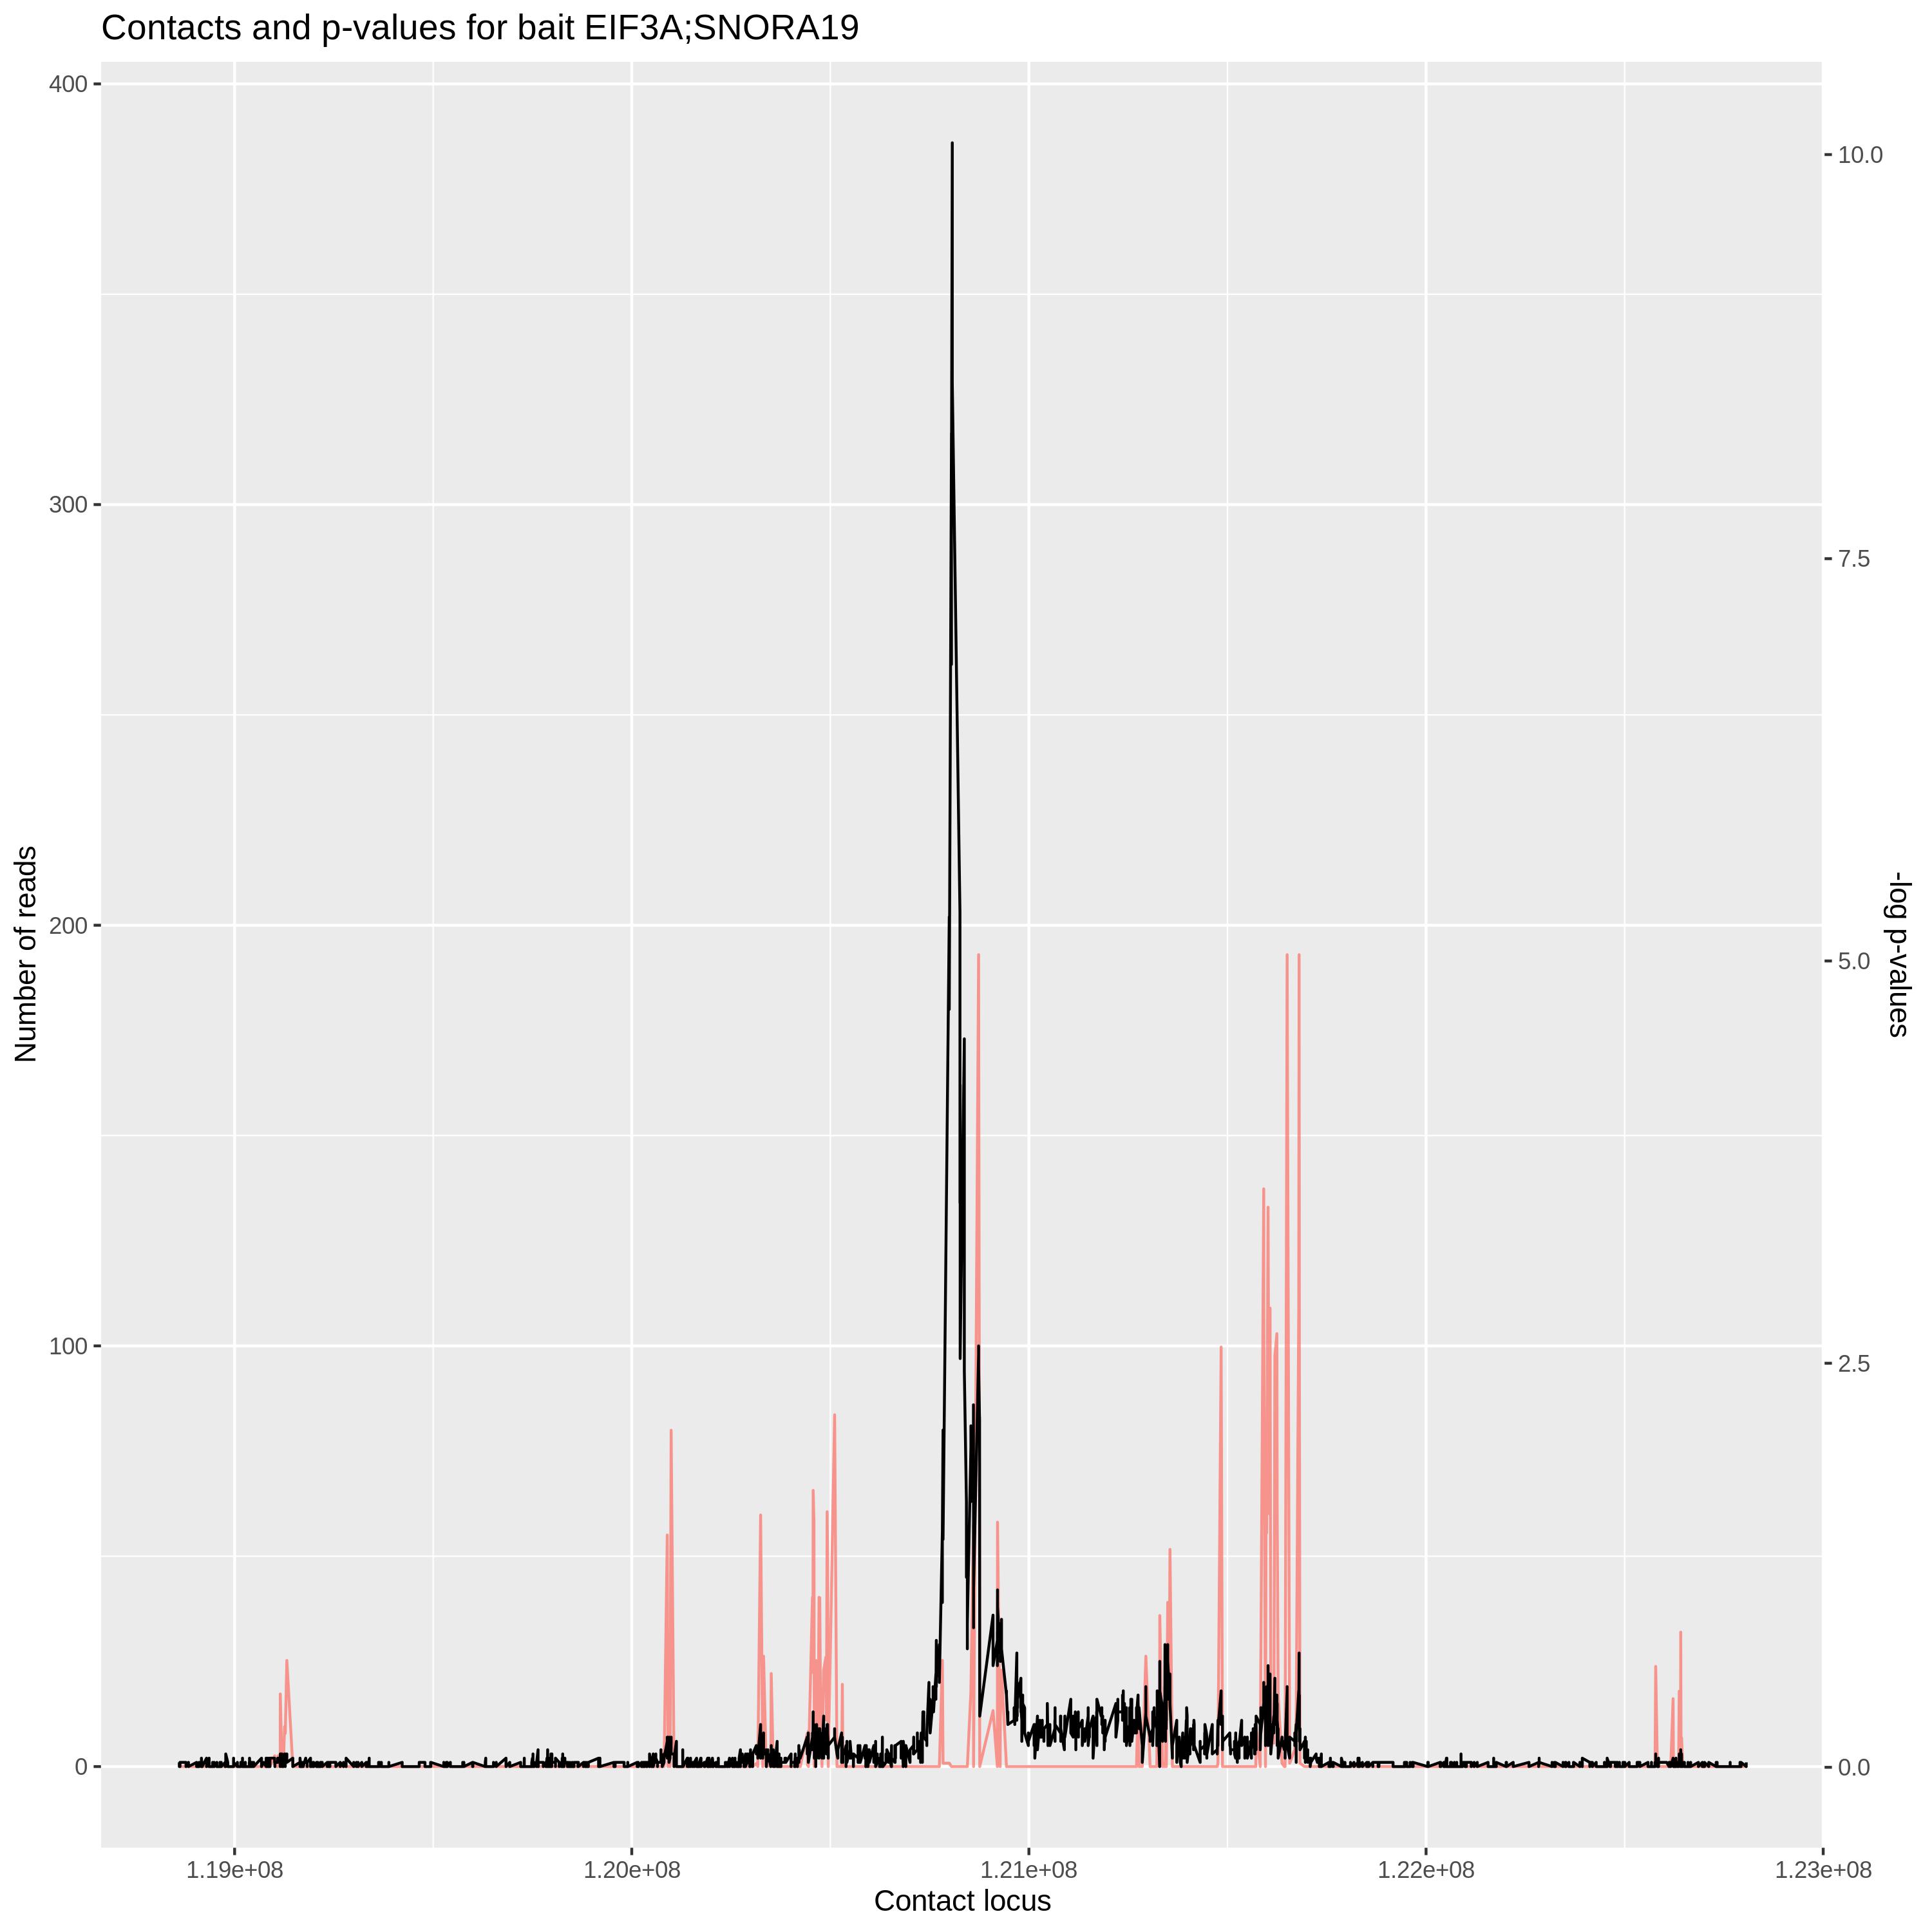 Contacts and p-values for bait EIF3A;SNORA19
400
300
200
100
0
Number of reads
10.0
7.5
5.0
2.5
0.0
-log p-values
1.19e+08
1.20e+08
1.21e+08
1.22e+08
1.23e+08
Contact locus